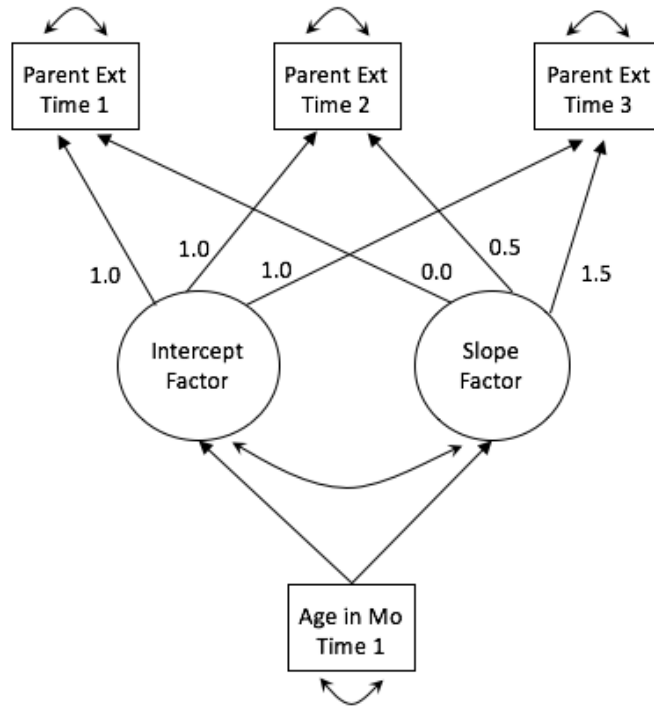 Parent Ext
Time 1
Parent Ext
Time 2
Parent Ext
Time 3
1.0
1.0
1.0
0.0
0.5
1.5
Intercept
Factor
Slope
Factor
Age in Mo
Time 1